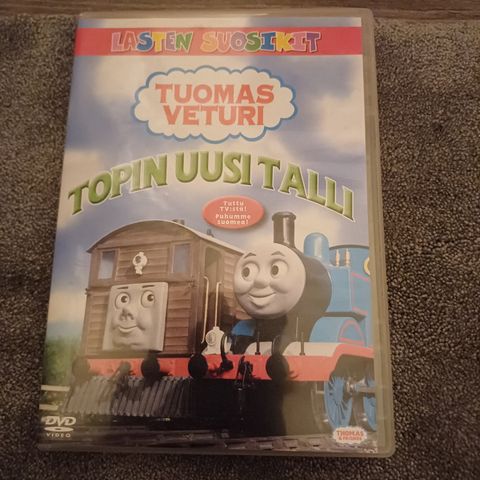 LASTEN SUOSIKIT
TUOMAS
VETURI
TOPIN UUSI TALLI
Tuttu
TV:stä!
Puhumme
suomea!
DVD
VIDEO
THOMAS
& FRIENDS